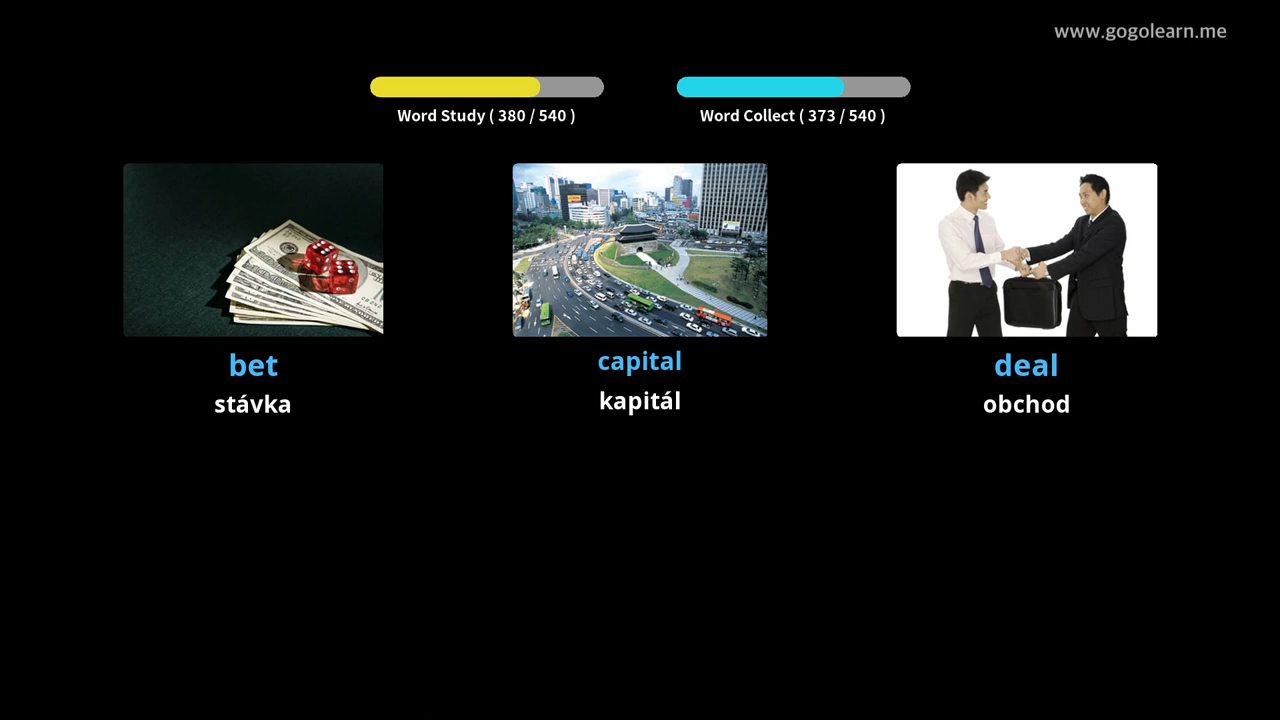 www.gogolearn.me
Word Study ( 380 / 540 )
Word Collect ( 373 / 540 )
bet
stávka
capital
kapitál
deal
obchod